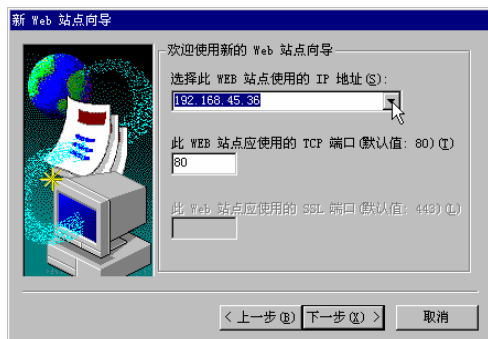 新 Web 站点向导
欢迎使用新的 Web 站点向导
选择此 WEB 站点使用的 IP 地址(S):
192.168.45.36
此 WEB 站点应使用的 TCP 端口(默认值: 80)(T)
80
此 Web 站点应使用的 SSL 端口(默认值: 443)(L)
< 上一步(B) 下一步(X) > 取消